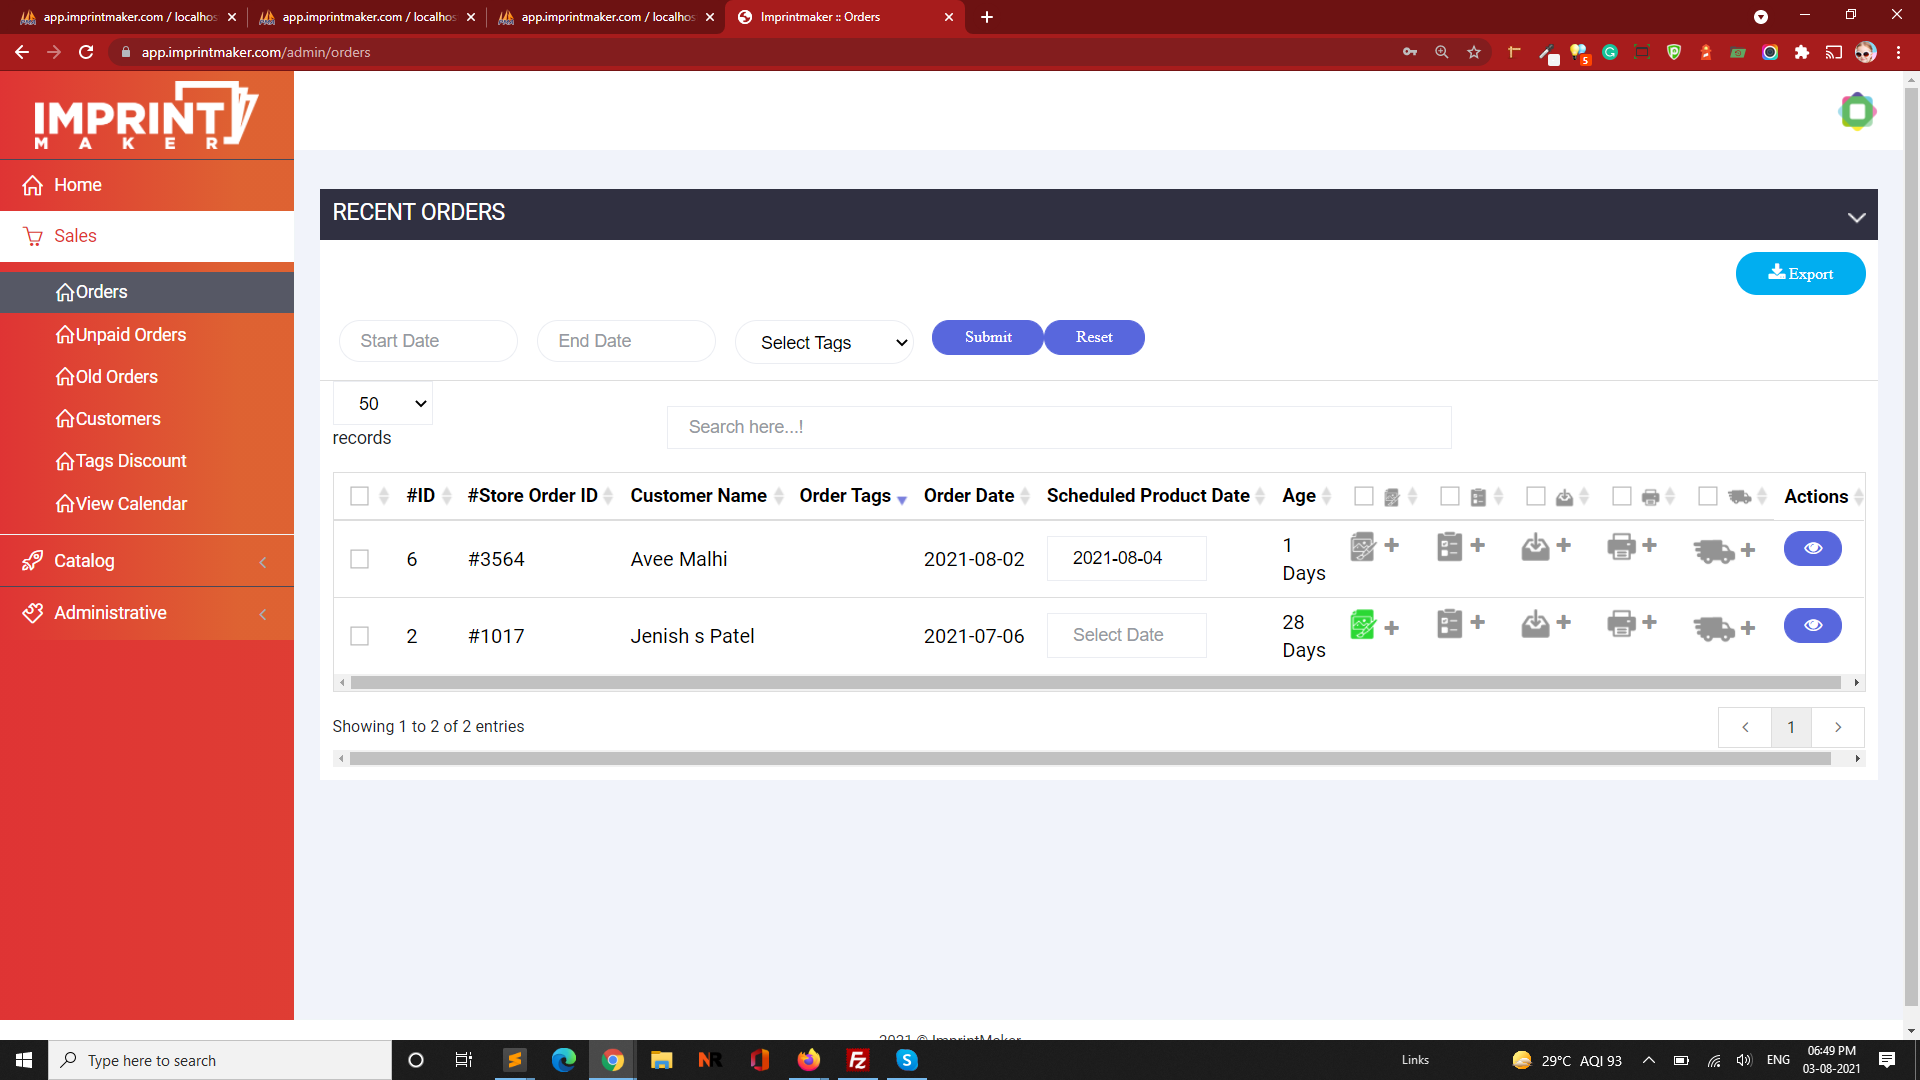 app.imprintmaker.com / localhos
app.imprintmaker.com / localhos
app.imprintmaker.com / localhos
Imprintmaker :: Orders
app.imprintmaker.com/admin/orders
5
IMPRINT
MAKER
Home
Sales
Orders
Unpaid Orders
Old Orders
Customers
Tags Discount
View Calendar
Catalog
Administrative
RECENT ORDERS
Export
Start Date End Date Select Tags Submit Reset
50
records
Search here...!
#ID #Store Order ID Customer Name Order Tags Order Date Scheduled Product Date Age Actions
6 #3564 Avee Malhi 2021-08-02 2021-08-04 1 Days
2 #1017 Jenish s Patel 2021-07-06 Select Date 28 Days
Showing 1 to 2 of 2 entries
1
2021 © ImprintMaker
Type here to search
NR
Links
29°C AQI 93
ENG
06:49 PM
03-08-2021